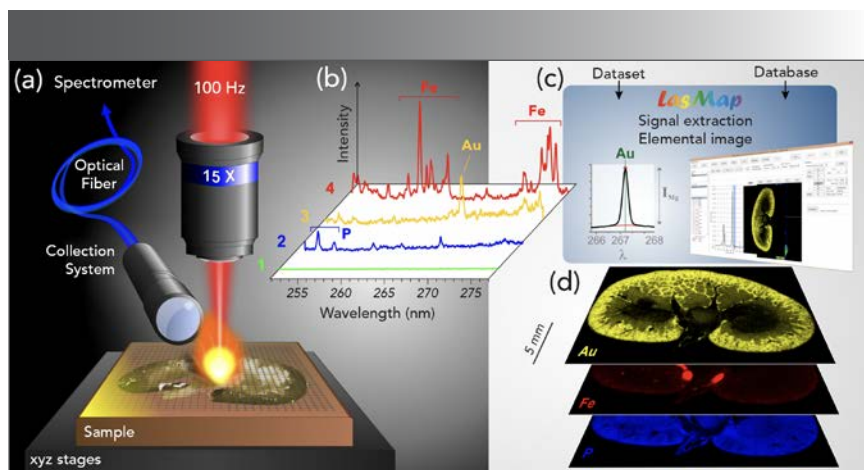 (a)
Spectrometer
100 Hz
Optical
Fiber
15 X
Collection
System
Sample
xyz stages
(b)
Intensity
Fe
Au
Fe
4
3
2
P
1
255 260 265 270 275
Wavelength (nm)
(c)
Dataset
Database
LasMap
Signal extraction
Elemental image
Au
I
266 267 268
λ
(d)
5 mm
Au
Fe
P